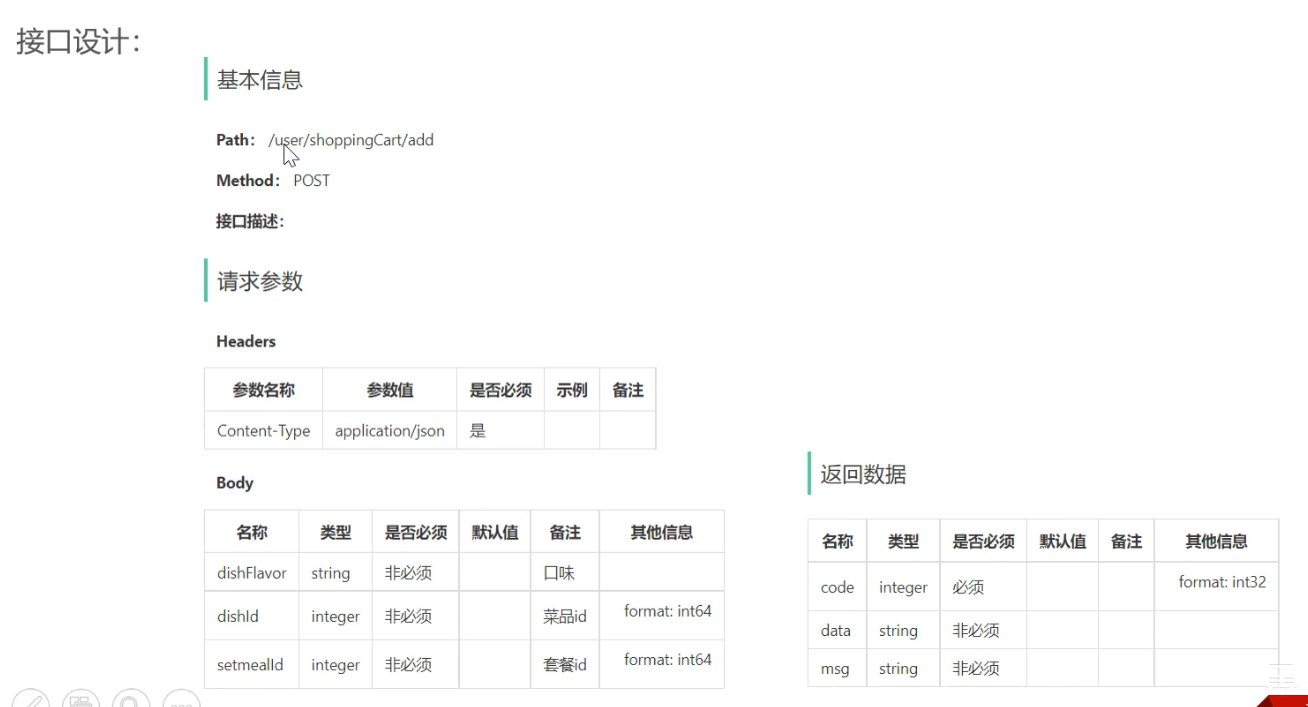 接口设计：
基本信息
Path： /user/shoppingCart/add
Method： POST
接口描述：
请求参数
Headers
参数名称 参数值 是否必须 示例 备注
Content-Type application/json 是
Body
名称 类型 是否必须 默认值 备注 其他信息
dishFlavor string 非必须 口味
dishId integer 非必须 菜品id format: int64
setmealId integer 非必须 套餐id format: int64
返回数据
名称 类型 是否必须 默认值 备注 其他信息
code integer 必须 format: int32
data string 非必须
msg string 非必须